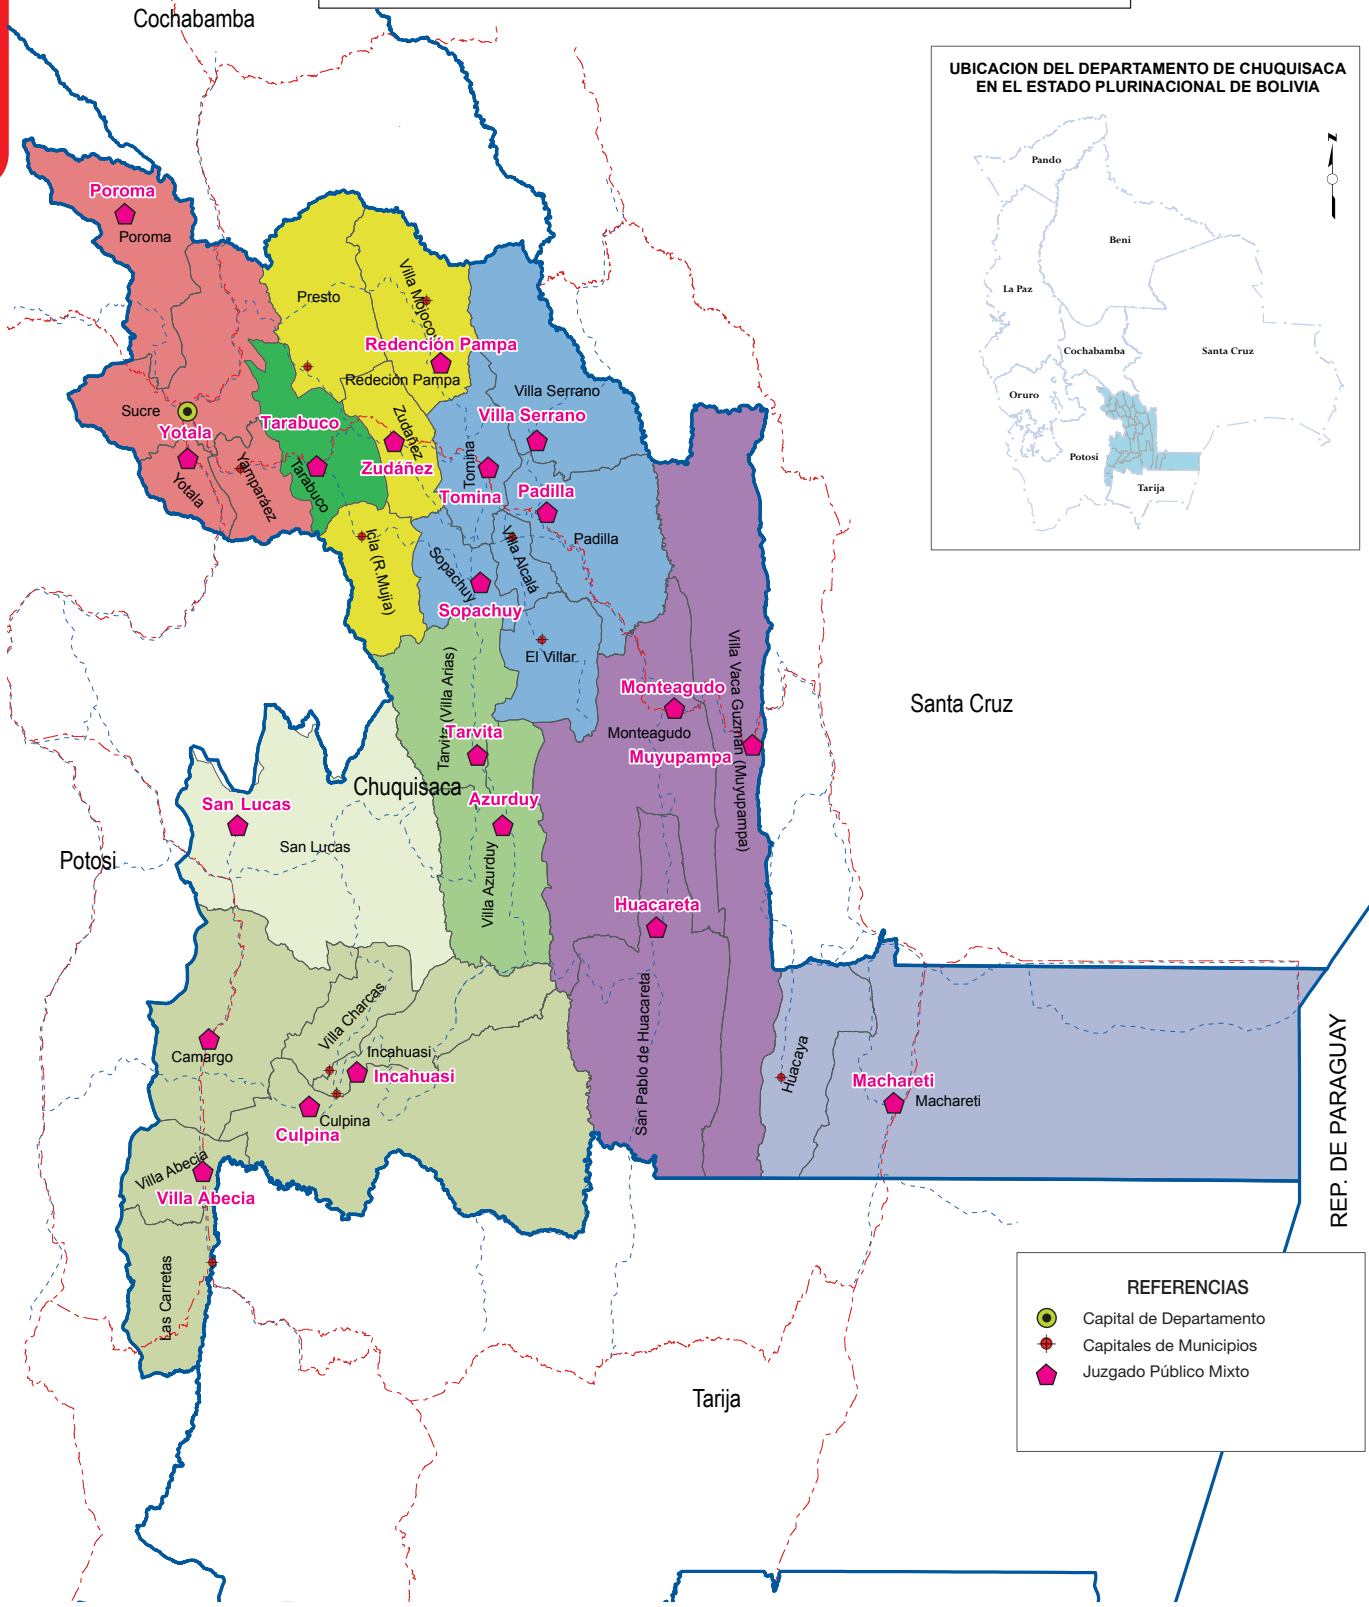 Cochabamba
UBICACION DEL DEPARTAMENTO DE CHUQUISACA
EN EL ESTADO PLURINACIONAL DE BOLIVIA
N
Pando
Beni
La Paz
Cochabamba
Santa Cruz
Oruro
Potosi
Tarija
Poroma
Poroma
Presto
Villa Mojoco
Redención Pampa
Redeción Pampa
Villa Serrano
Villa Serrano
Sucre
Yotala
Tarabuco
Zudáñez
Zudáñez
Tomina
Tomina
Padilla
Padilla
Yotala
Yamparáez
Tarabuco
Icla (R.Mujia)
Sopachuy
Sopachuy
Villa Alcalá
El Villar
Tarvita (Villa Arias)
Tarvita
Monteagudo
Monteagudo
Muyupampa
Villa Vaca Guzmán (Muyupampa)
Santa Cruz
Chuquisaca
San Lucas
San Lucas
Azurduy
Villa Azurduy
Potosi
Huacareta
San Pablo de Huacareta
Villa Charcas
Camargo
Incahuasi
Incahuasi
Culpina
Culpina
Huacaya
Machareti
Machareti
Villa Abecia
Villa Abecia
Las Carretas
REP. DE PARAGUAY
Tarija
REFERENCIAS
Capital de Departamento
Capitales de Municipios
Juzgado Público Mixto